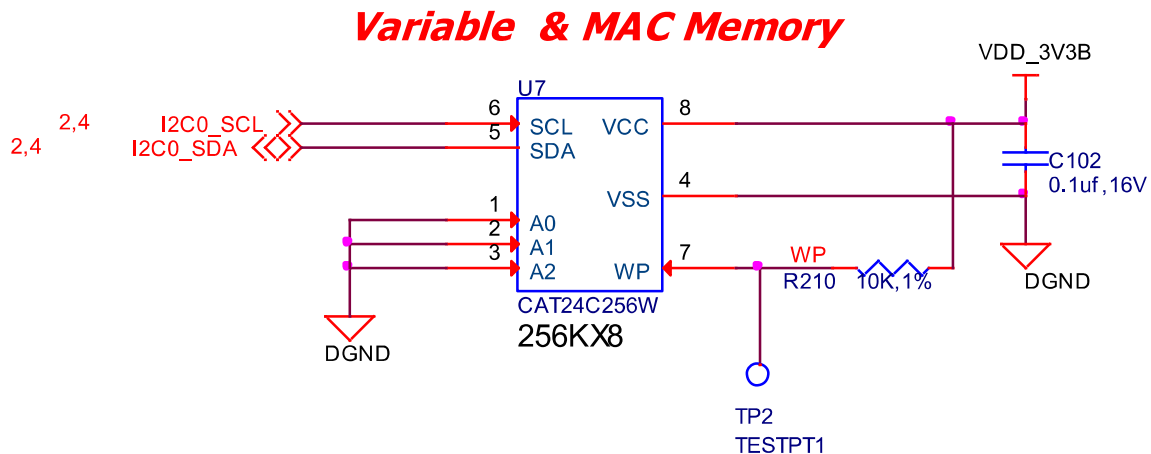 Variable & MAC Memory
VDD_3V3B
U7
6
8
2,4
I2C0_SCL
SCL
VCC
5
2,4
I2C0_SDA
SDA
C102
0.1uf,16V
4
VSS
1
A0
2
A1
3
A2
7
WP
WP
R210
10K,1%
DGND
CAT24C256W
256KX8
DGND
TP2
TESTPT1